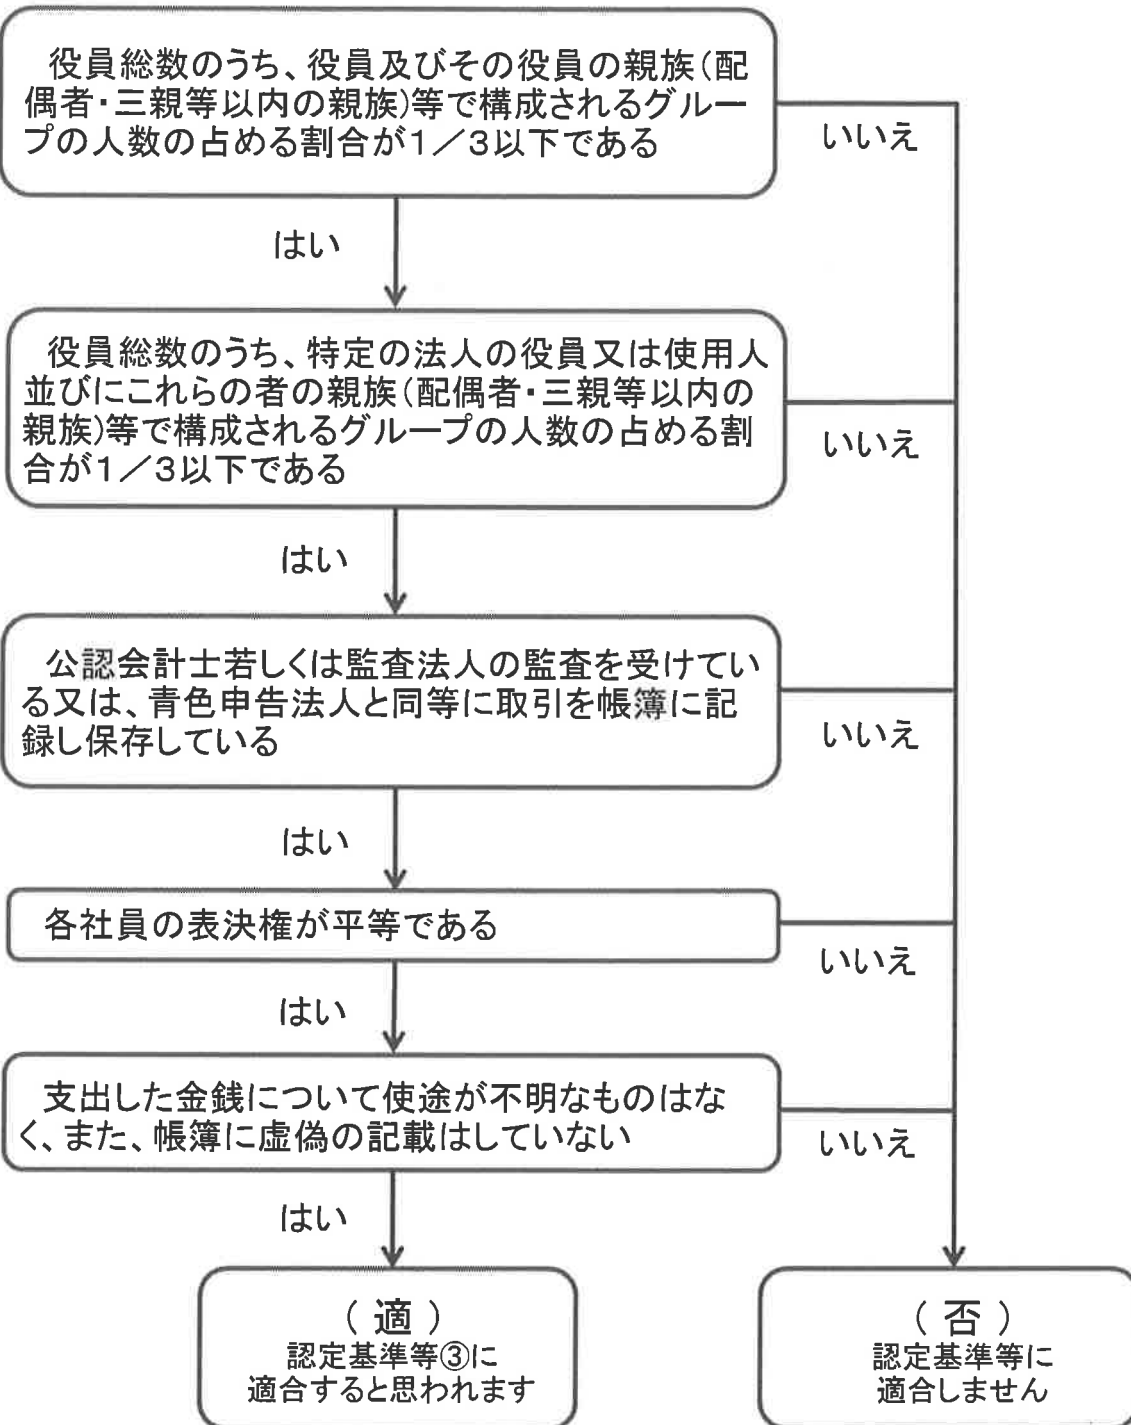 役員総数のうち、役員及びその役員の親族(配
偶者・三親等以内の親族)等で構成されるグルー
プの人数の占める割合が1/3以下である
いいえ
はい
役員総数のうち、特定の法人の役員又は使用人
並びにこれらの者の親族(配偶者・三親等以内の
親族)等で構成されるグループの人数の占める割
合が1/3以下である
いいえ
はい
公認会計士若しくは監査法人の監査を受けてい
る又は、青色申告法人と同等に取引を帳簿に記
録し保存している
いいえ
はい
各社員の表決権が平等である
いいえ
はい
支出した金銭について使途が不明なものはな
く、また、帳簿に虚偽の記載はしていない
いいえ
はい
(適)
認定基準等③に
適合すると思われます
(否)
認定基準等に
適合しません